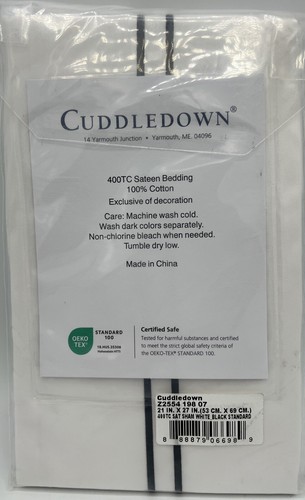 CUDDLEDOWN®
14 Yarmouth Junction • Yarmouth, ME. 04096
400TC Sateen Bedding
100% Cotton
Exclusive of decoration
Care: Machine wash cold.
Wash dark colors separately.
Non-chlorine bleach when needed.
Tumble dry low.
Made in China
OEKO
TEX®
STANDARD
100
Certified Safe
Tested for harmful substances and certified
to meet the strict global safety criteria of
the OEKO-TEX® STANDARD 100.
Cuddledown
Z2554 198 07
21 IN. X 27 IN.(53 CM. X 69 CM.)
400TC SAT SHAM WHITE BLACK STANDARD
8 88879 06698 9